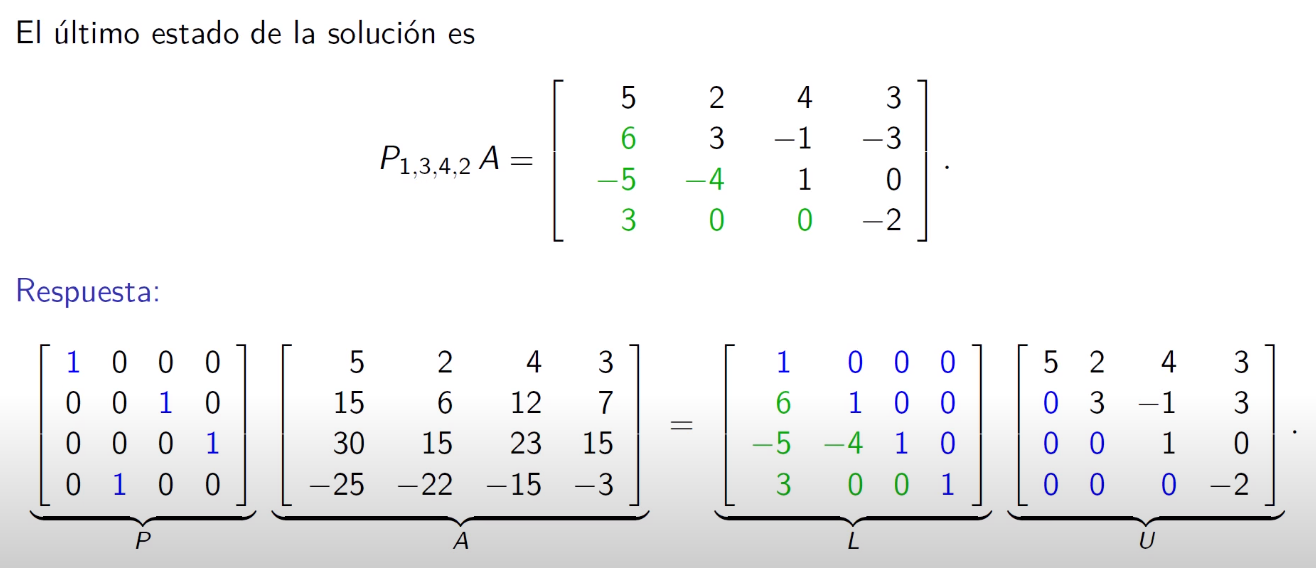 El último estado de la solución es
5 2 4 3
6 3 −1 −3
P1,3,4,2 A = [ −5 −4 1 0 ] .
3 0 0 −2
Respuesta:
1 0 0 0 5 2 4 3 1 0 0 0 5 2 4 3
0 0 1 0 15 6 12 7 6 1 0 0 0 3 −1 3
= .
0 0 0 1 30 15 23 15 −5 −4 1 0 0 0 1 0
0 1 0 0 −25 −22 −15 −3 3 0 0 1 0 0 0 −2
P A L U